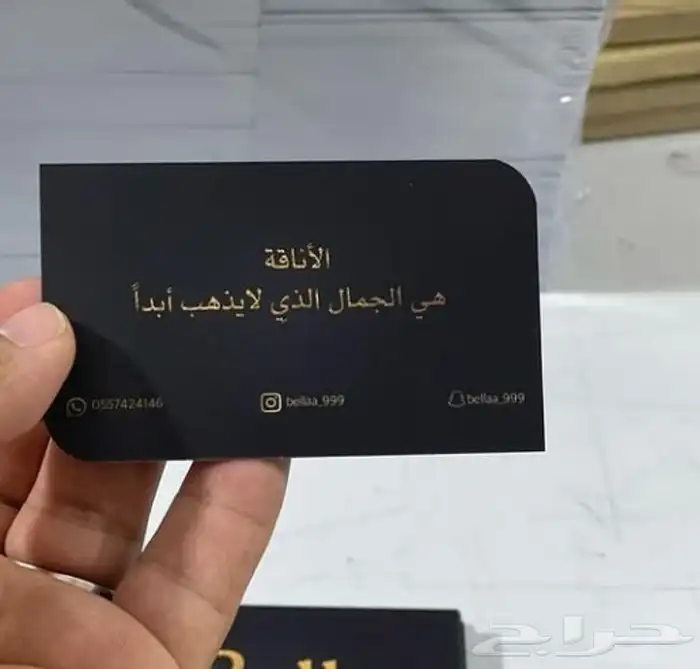 الأناقة
هي الجمال الذي لايذهب أبداً
0557424146
bellaa_999
bellaa_999
حراج